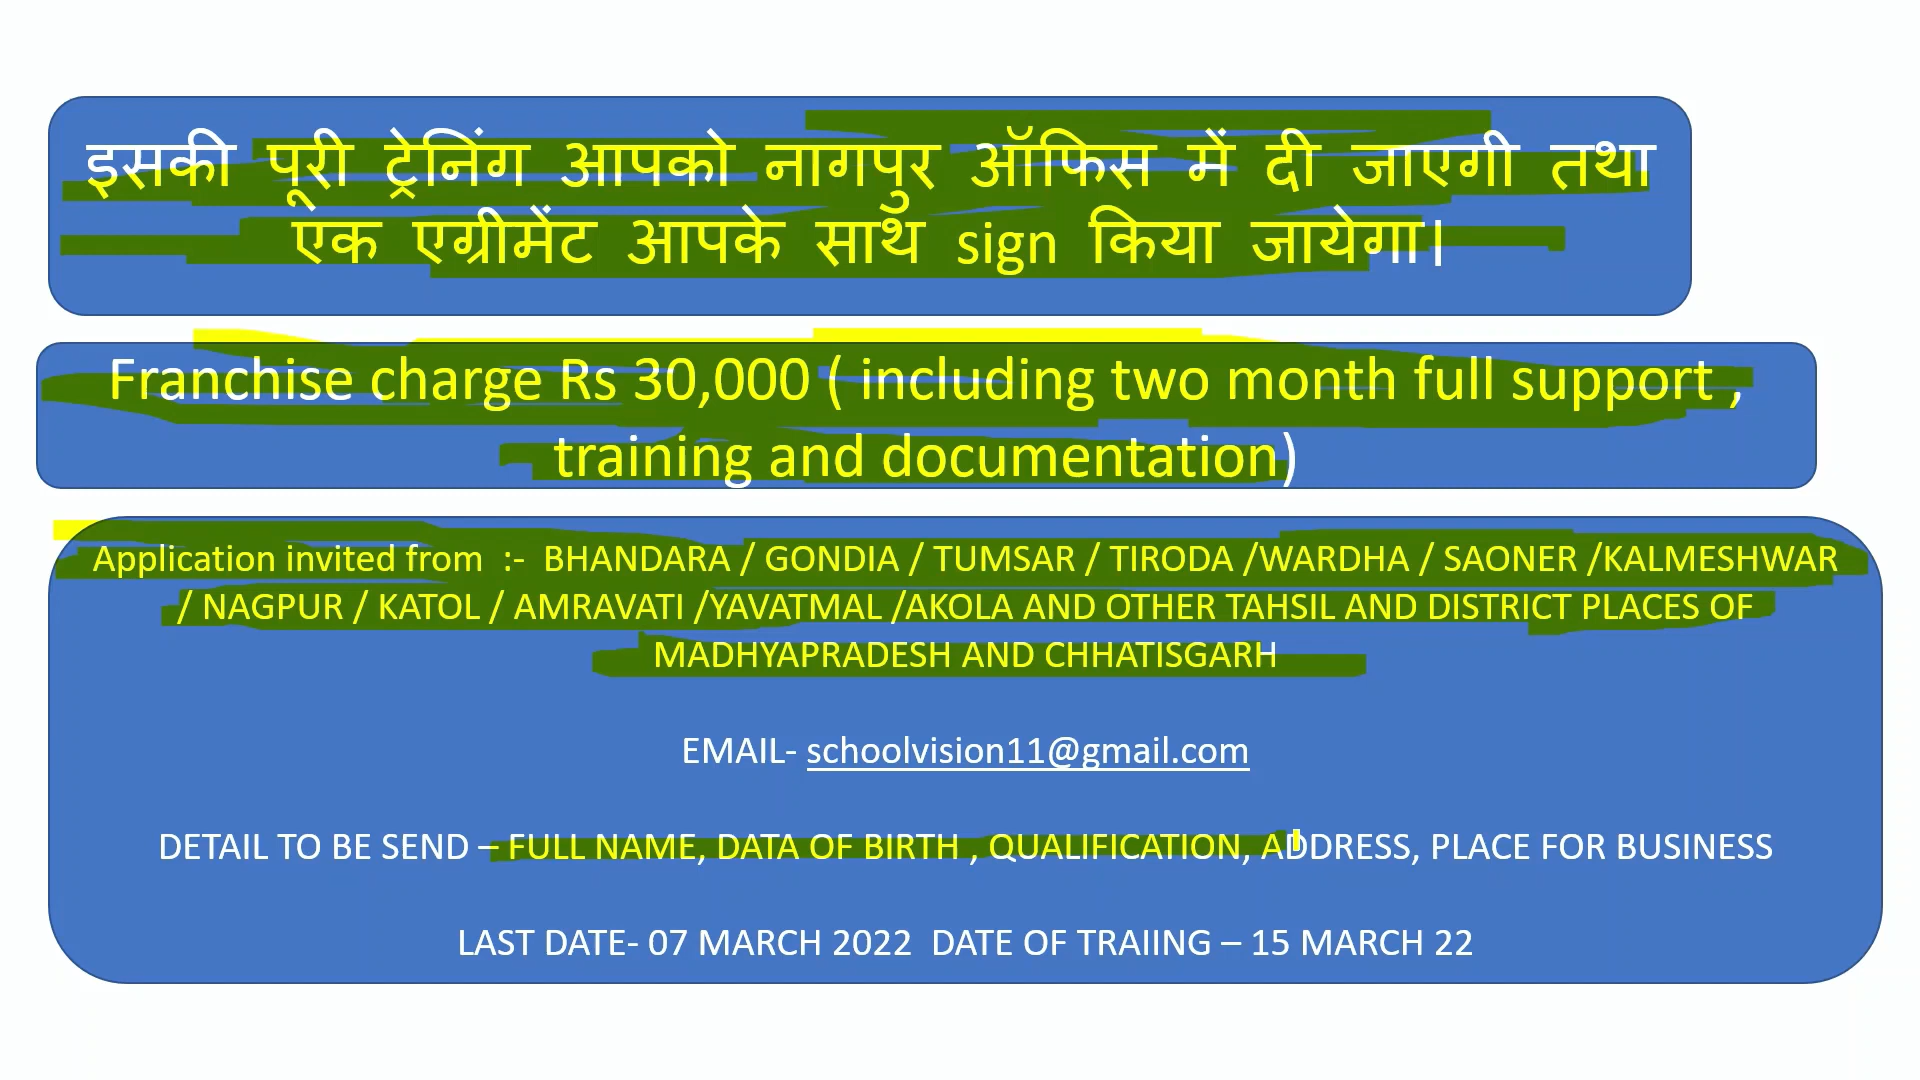 इसकी पूरी ट्रेनिंग आपको नागपुर ऑफिस में दी जाएगी तथा
एक एग्रीमेंट आपके साथ sign किया जायेगा।
Franchise charge Rs 30,000 ( including two month full support ,
training and documentation)
Application invited from :- BHANDARA / GONDIA / TUMSAR / TIRODA /WARDHA / SAONER /KALMESHWAR
/ NAGPUR / KATOL / AMRAVATI /YAVATMAL /AKOLA AND OTHER TAHSIL AND DISTRICT PLACES OF
MADHYAPRADESH AND CHHATISGARH
EMAIL- schoolvision11@gmail.com
DETAIL TO BE SEND – FULL NAME, DATA OF BIRTH , QUALIFICATION, ADDRESS, PLACE FOR BUSINESS
LAST DATE- 07 MARCH 2022 DATE OF TRAIING – 15 MARCH 22